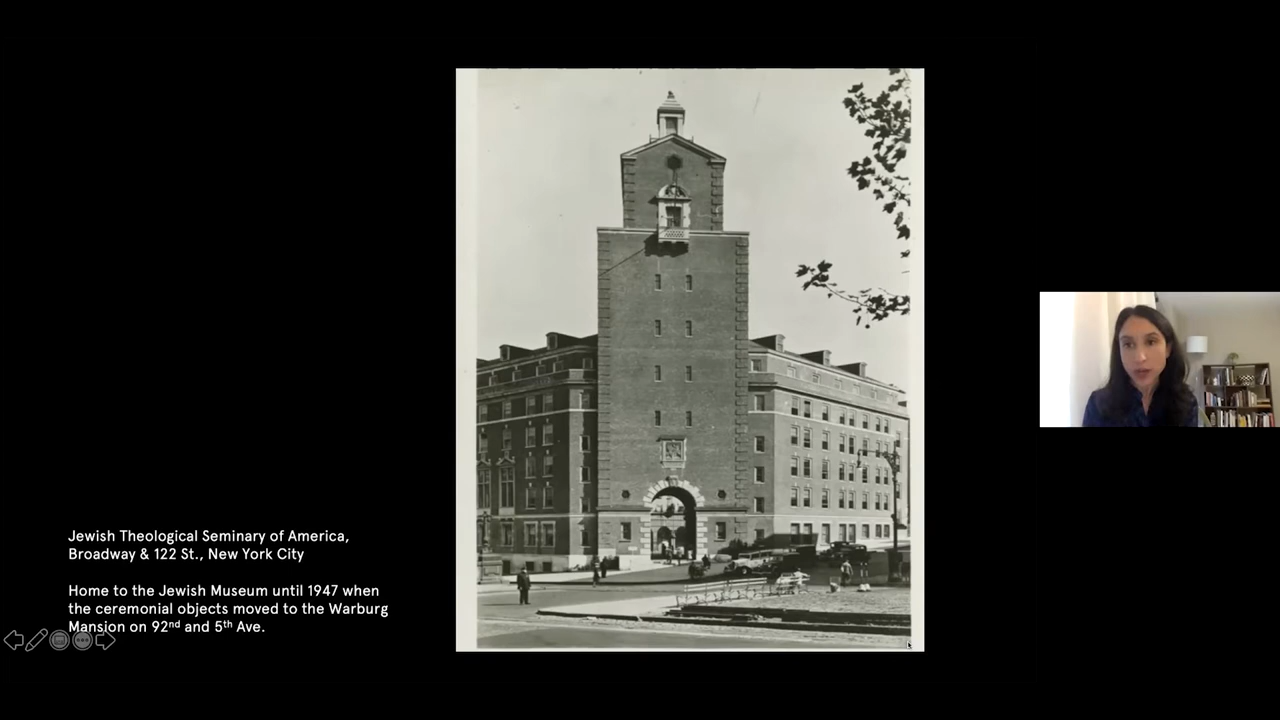 Jewish Theological Seminary of America,
Broadway & 122 St., New York City
Home to the Jewish Museum until 1947 when
the ceremonial objects moved to the Warburg
Mansion on 92nd and 5th Ave.